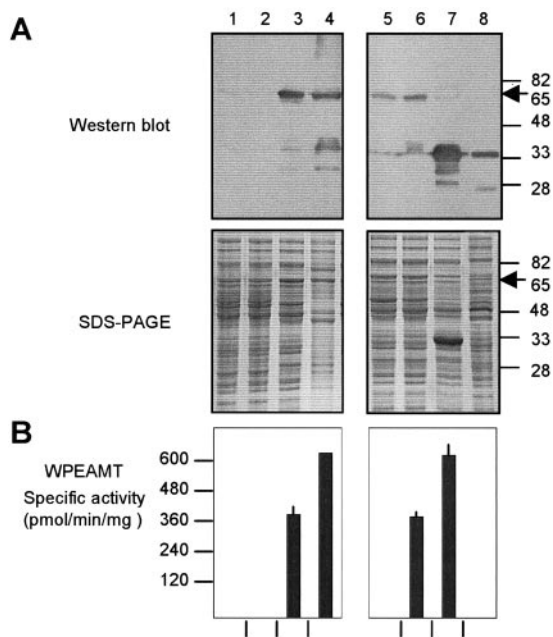 A
1 2 3 4 5 6 7 8
Western blot
82
65
48
33
28
SDS-PAGE
82
65
48
33
28
B
WPEAMT
Specific activity
(pmol/min/mg )
600
480
360
240
120